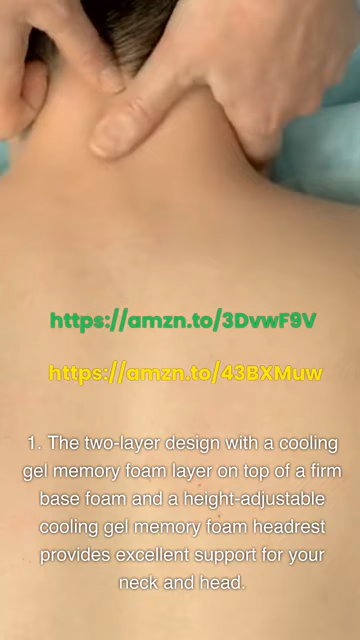 https://amzn.to/3DvwF9V
https://amzn.to/43BXMuw
1. The two-layer design with a cooling
gel memory foam layer on top of a firm
base foam and a height-adjustable
cooling gel memory foam headrest
provides excellent support for your
neck and head.